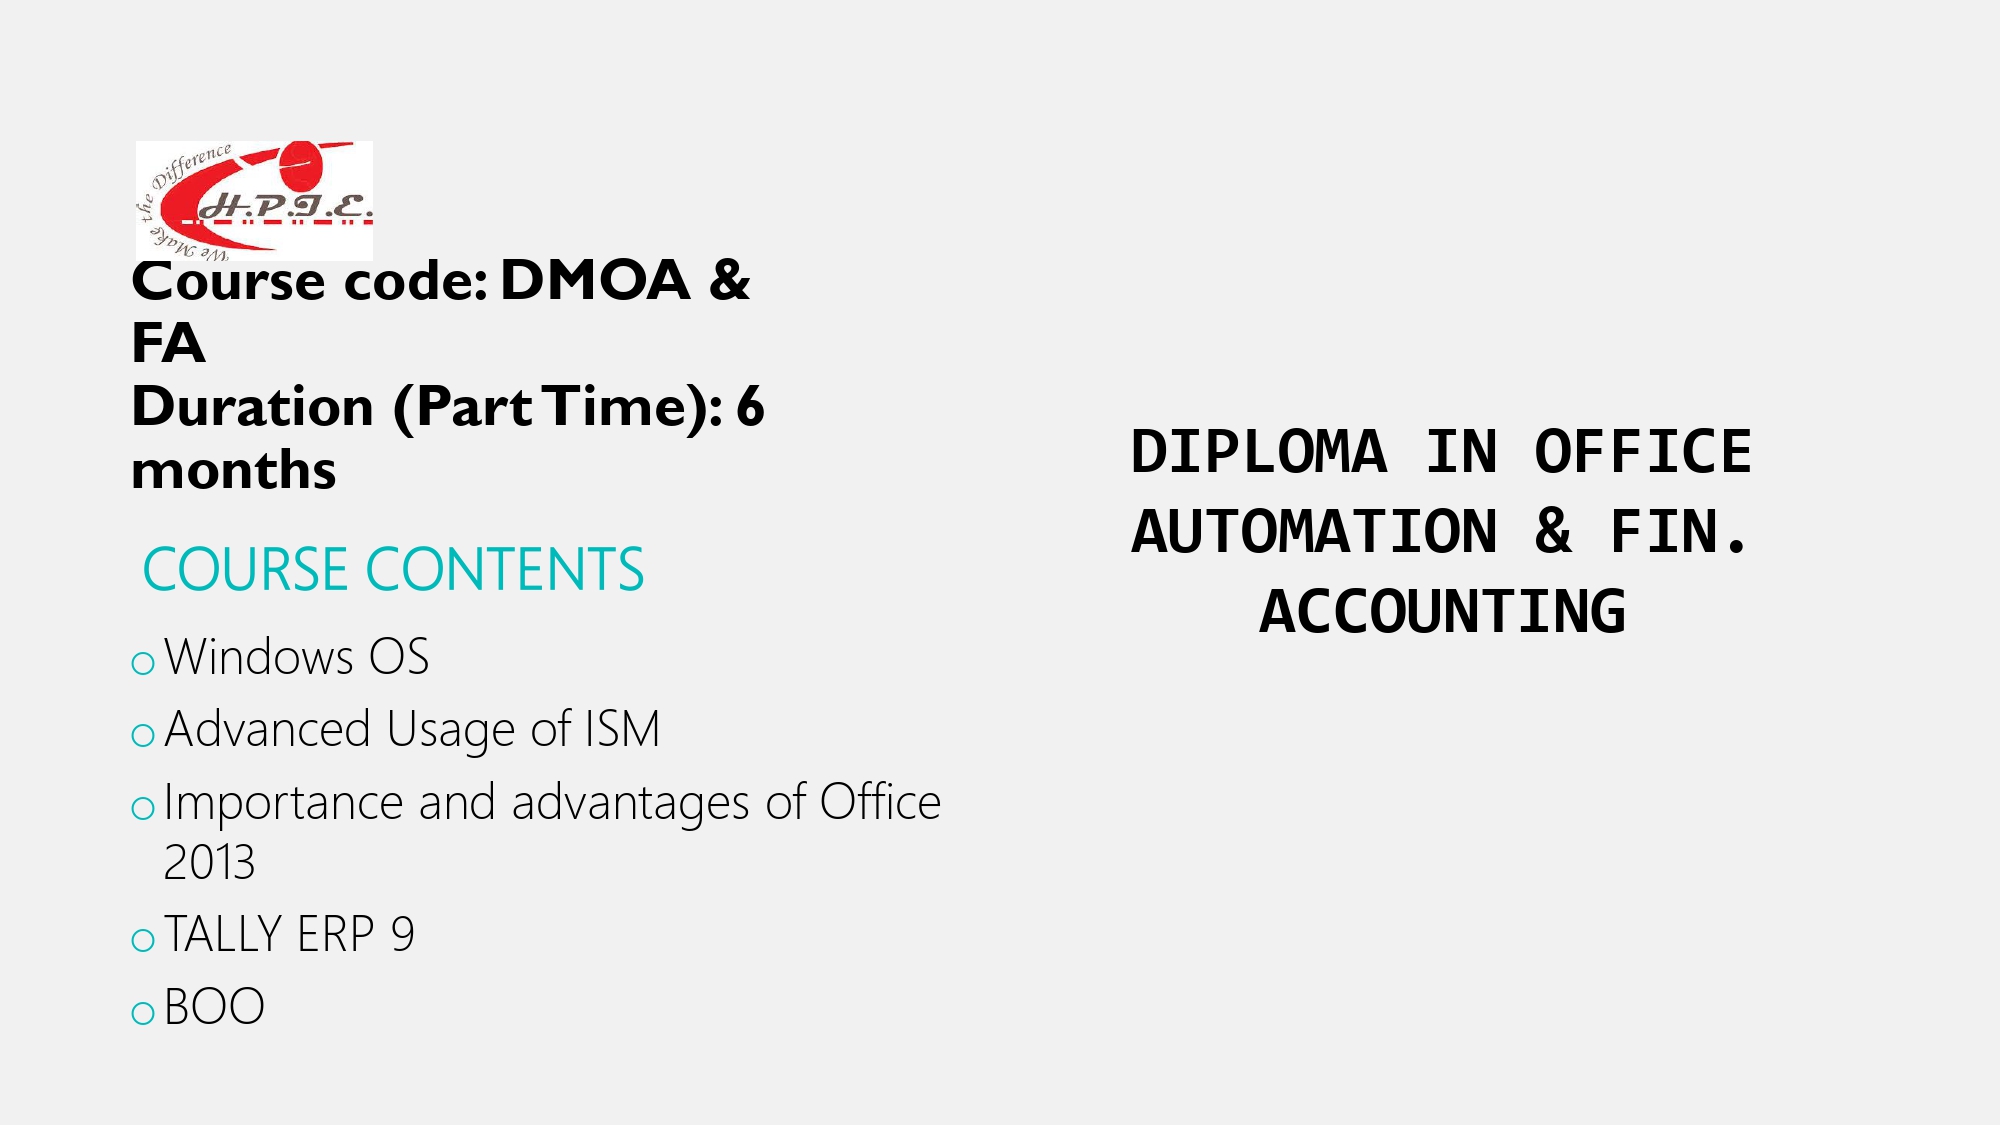 We Make the Difference
H.P.I.E.
Course code: DMOA &
FA
Duration (Part Time): 6
months
COURSE CONTENTS
o Windows OS
o Advanced Usage of ISM
o Importance and advantages of Office
2013
o TALLY ERP 9
o BOO
DIPLOMA IN OFFICE
AUTOMATION & FIN.
ACCOUNTING